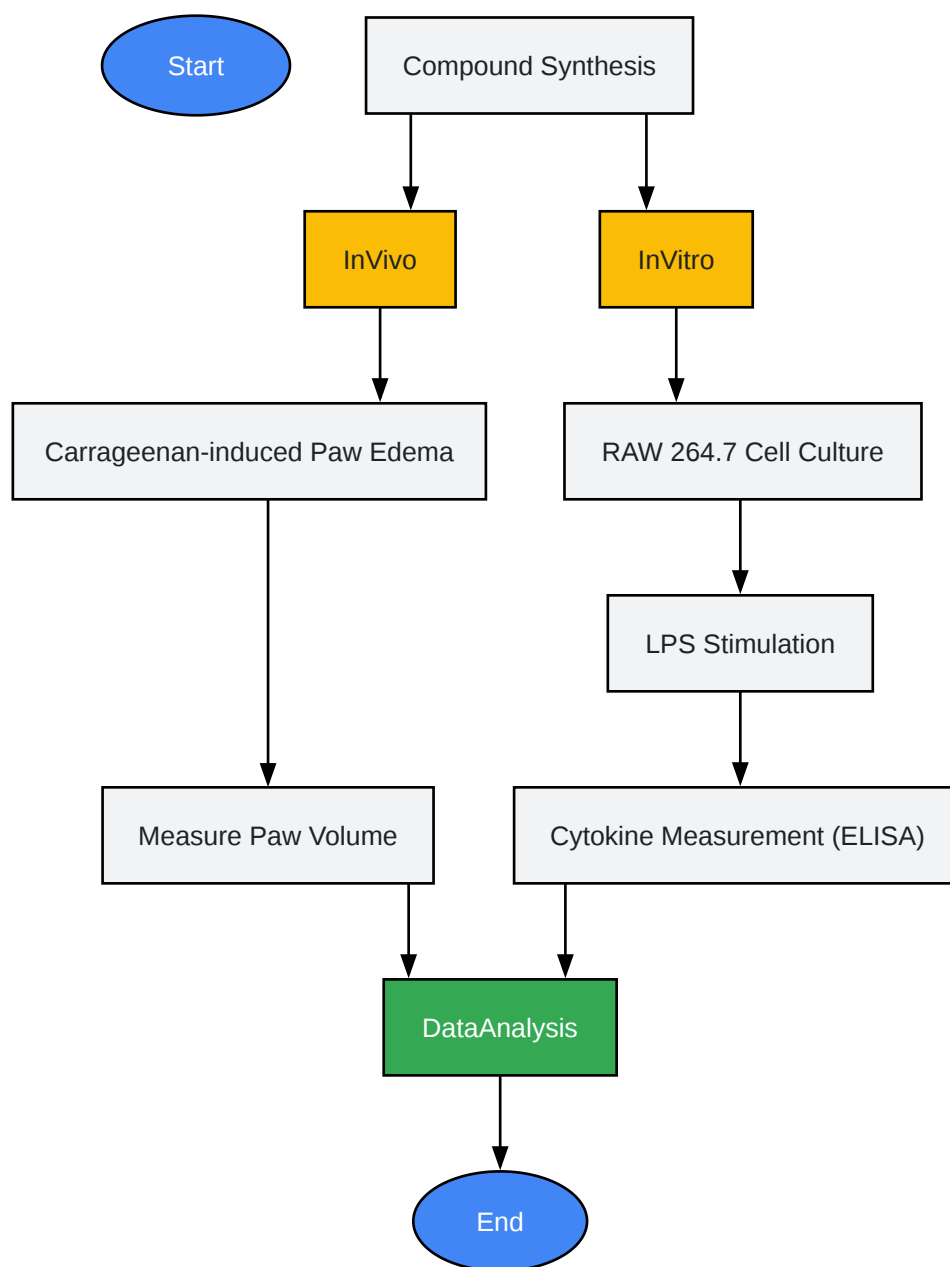 Start
Compound Synthesis
InVivo
InVitro
Carrageenan-induced Paw Edema
RAW 264.7 Cell Culture
LPS Stimulation
Measure Paw Volume
Cytokine Measurement (ELISA)
DataAnalysis
End